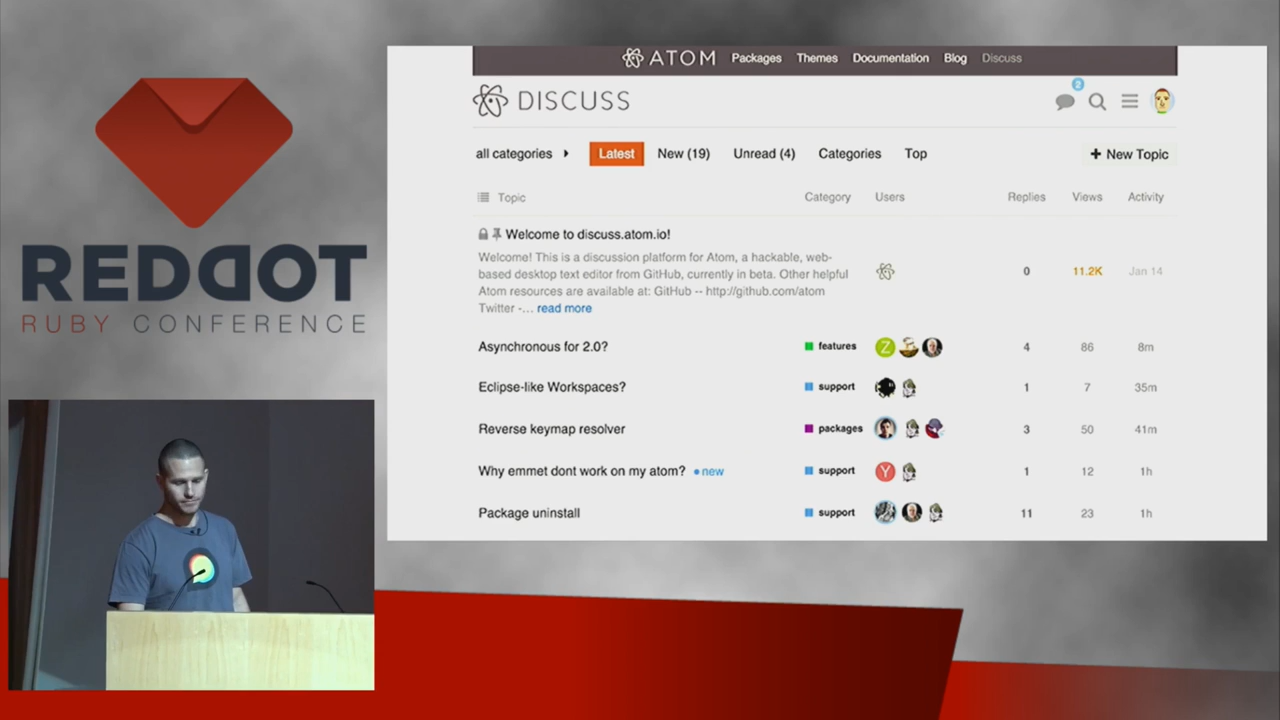 REDDOT
RUBY CONFERENCE
ATOM Packages Themes Documentation Blog Discuss
DISCUSS 2
all categories Latest New (19) Unread (4) Categories Top + New Topic
Topic Category Users Replies Views Activity
Welcome to discuss.atom.io!
Welcome! This is a discussion platform for Atom, a hackable, web-
based desktop text editor from GitHub, currently in beta. Other helpful
Atom resources are available at: GitHub -- http://github.com/atom
Twitter -... read more
0 11.2K Jan 14
Asynchronous for 2.0? features Z 4 86 8m
Eclipse-like Workspaces? support 1 7 35m
Reverse keymap resolver packages 3 50 41m
Why emmet dont work on my atom? new support Y 1 12 1h
Package uninstall support 11 23 1h